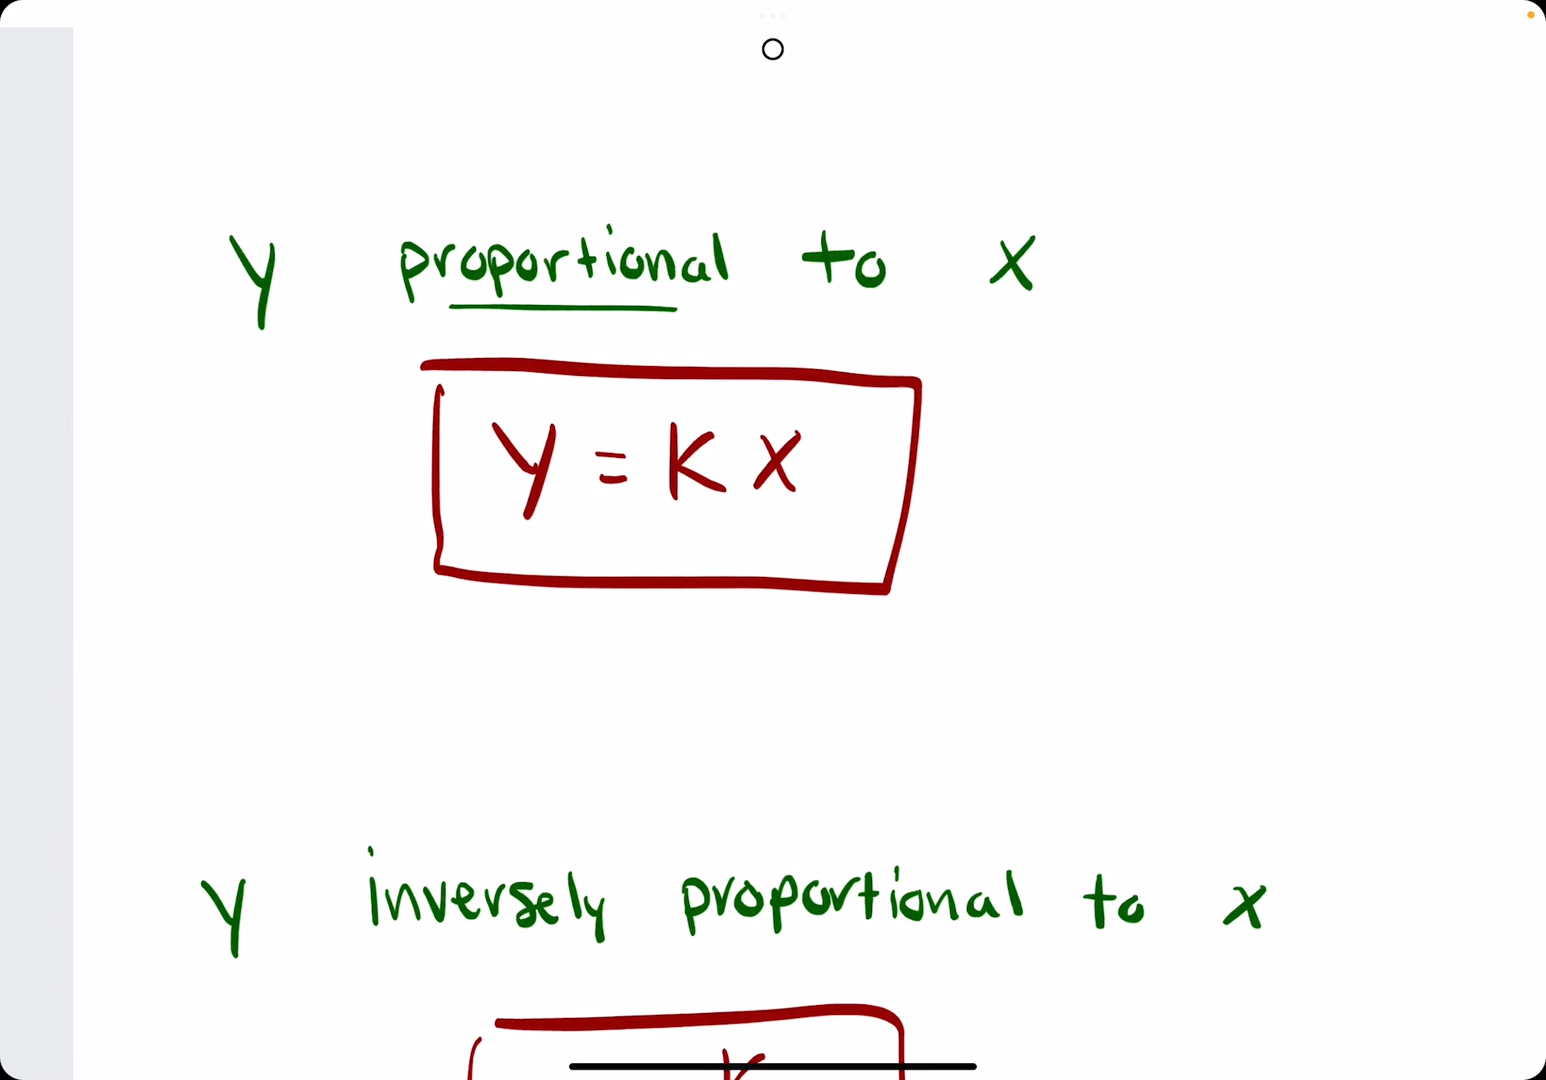 y proportional to x
y = k x
y inversely proportional to x
k